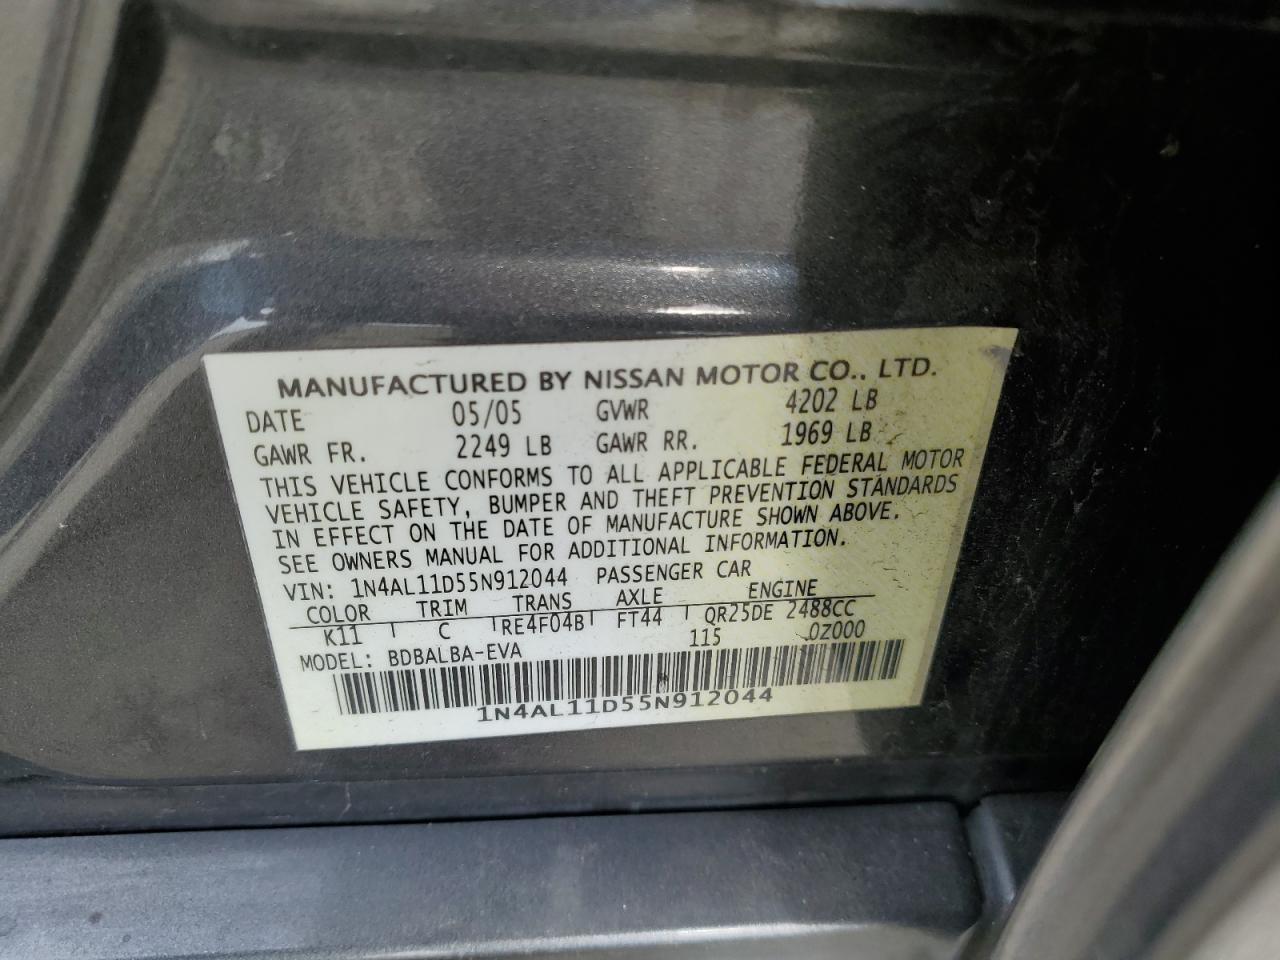 MANUFACTURED BY NISSAN MOTOR CO., LTD.
DATE 05/05 GVWR 4202 LB
GAWR FR. 2249 LB GAWR RR. 1969 LB
THIS VEHICLE CONFORMS TO ALL APPLICABLE FEDERAL MOTOR
VEHICLE SAFETY, BUMPER AND THEFT PREVENTION STANDARDS
IN EFFECT ON THE DATE OF MANUFACTURE SHOWN ABOVE.
SEE OWNERS MANUAL FOR ADDITIONAL INFORMATION.
VIN: 1N4AL11D55N912044 PASSENGER CAR
COLOR TRIM TRANS AXLE ENGINE
K11 C RE4F04B FT44 QR25DE 2488CC
MODEL: BDBALBA-EVA 115 0Z000
1N4AL11D55N912044